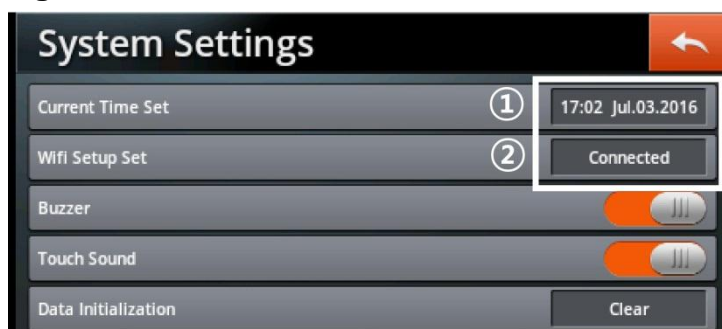 System Settings
Current Time Set ① 17:02 Jul.03.2016
Wifi Setup Set ② Connected
Buzzer
Touch Sound
Data Initialization Clear